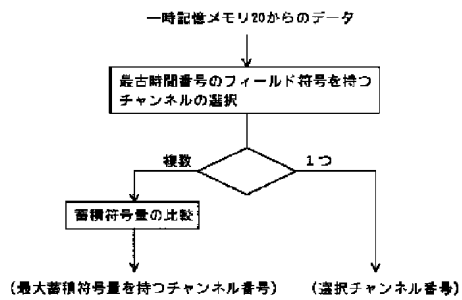 一時記憶メモリ20からのデータ
最古時間番号のフィールド符号を持つ
チャンネルの選択
複数
1つ
蓄積符号量の比較
(最大蓄積符号量を持つチャンネル番号)
(選択チャンネル番号)